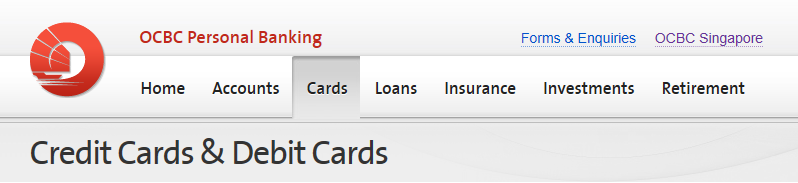 OCBC Personal Banking Forms & Enquiries OCBC Singapore
Home Accounts Cards Loans Insurance Investments Retirement
Credit Cards & Debit Cards